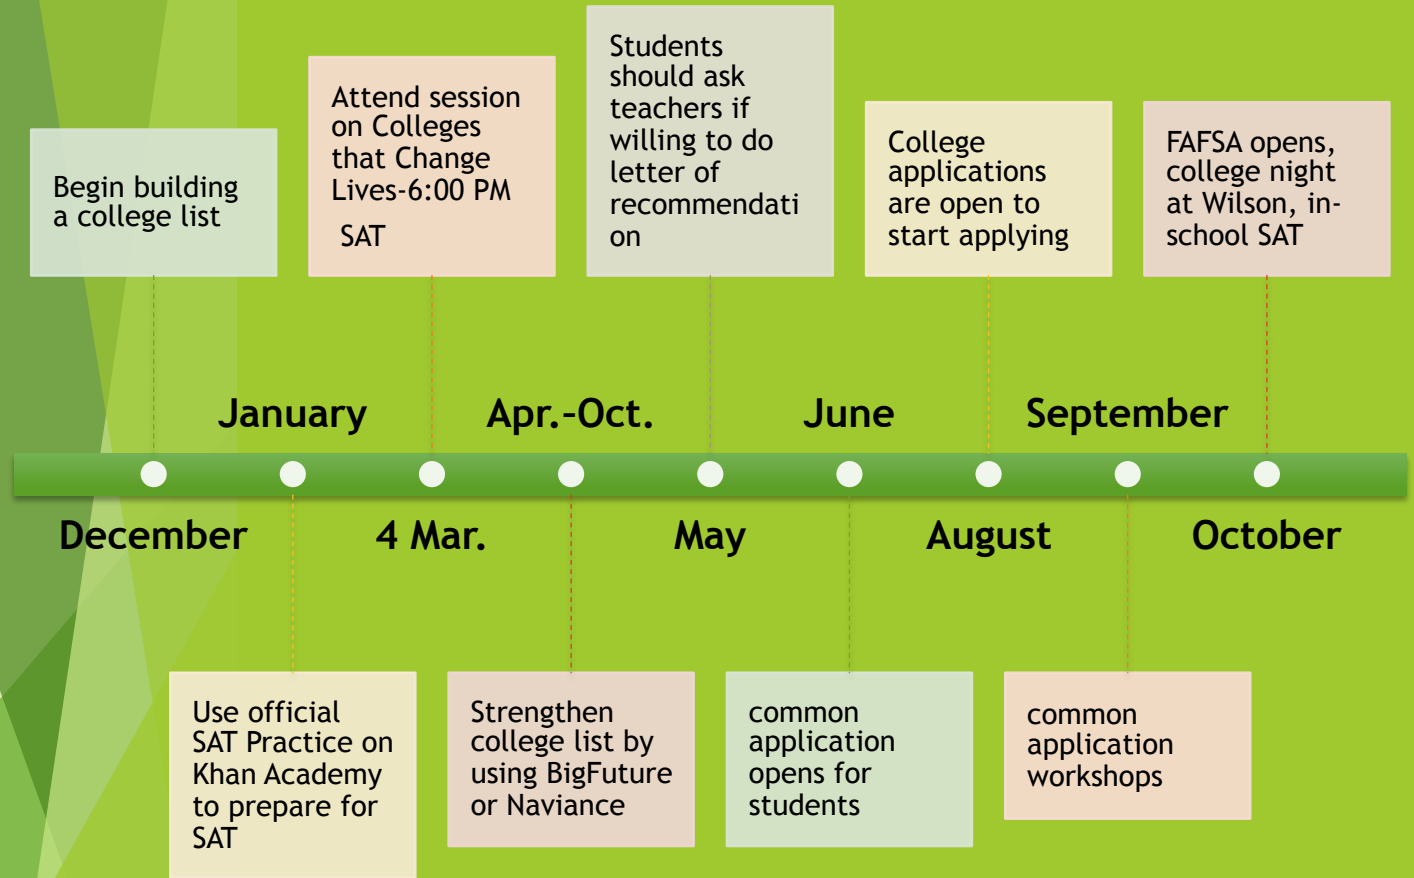 Begin building
a college list
Attend session
on Colleges
that Change
Lives-6:00 PM
SAT
Students
should ask
teachers if
willing to do
letter of
recommendati
on
College
applications
are open to
start applying
FAFSA opens,
college night
at Wilson, in-
school SAT
January
Apr.–Oct.
June
September
December
4 Mar.
May
August
October
Use official
SAT Practice on
Khan Academy
to prepare for
SAT
Strengthen
college list by
using BigFuture
or Naviance
common
application
opens for
students
common
application
workshops